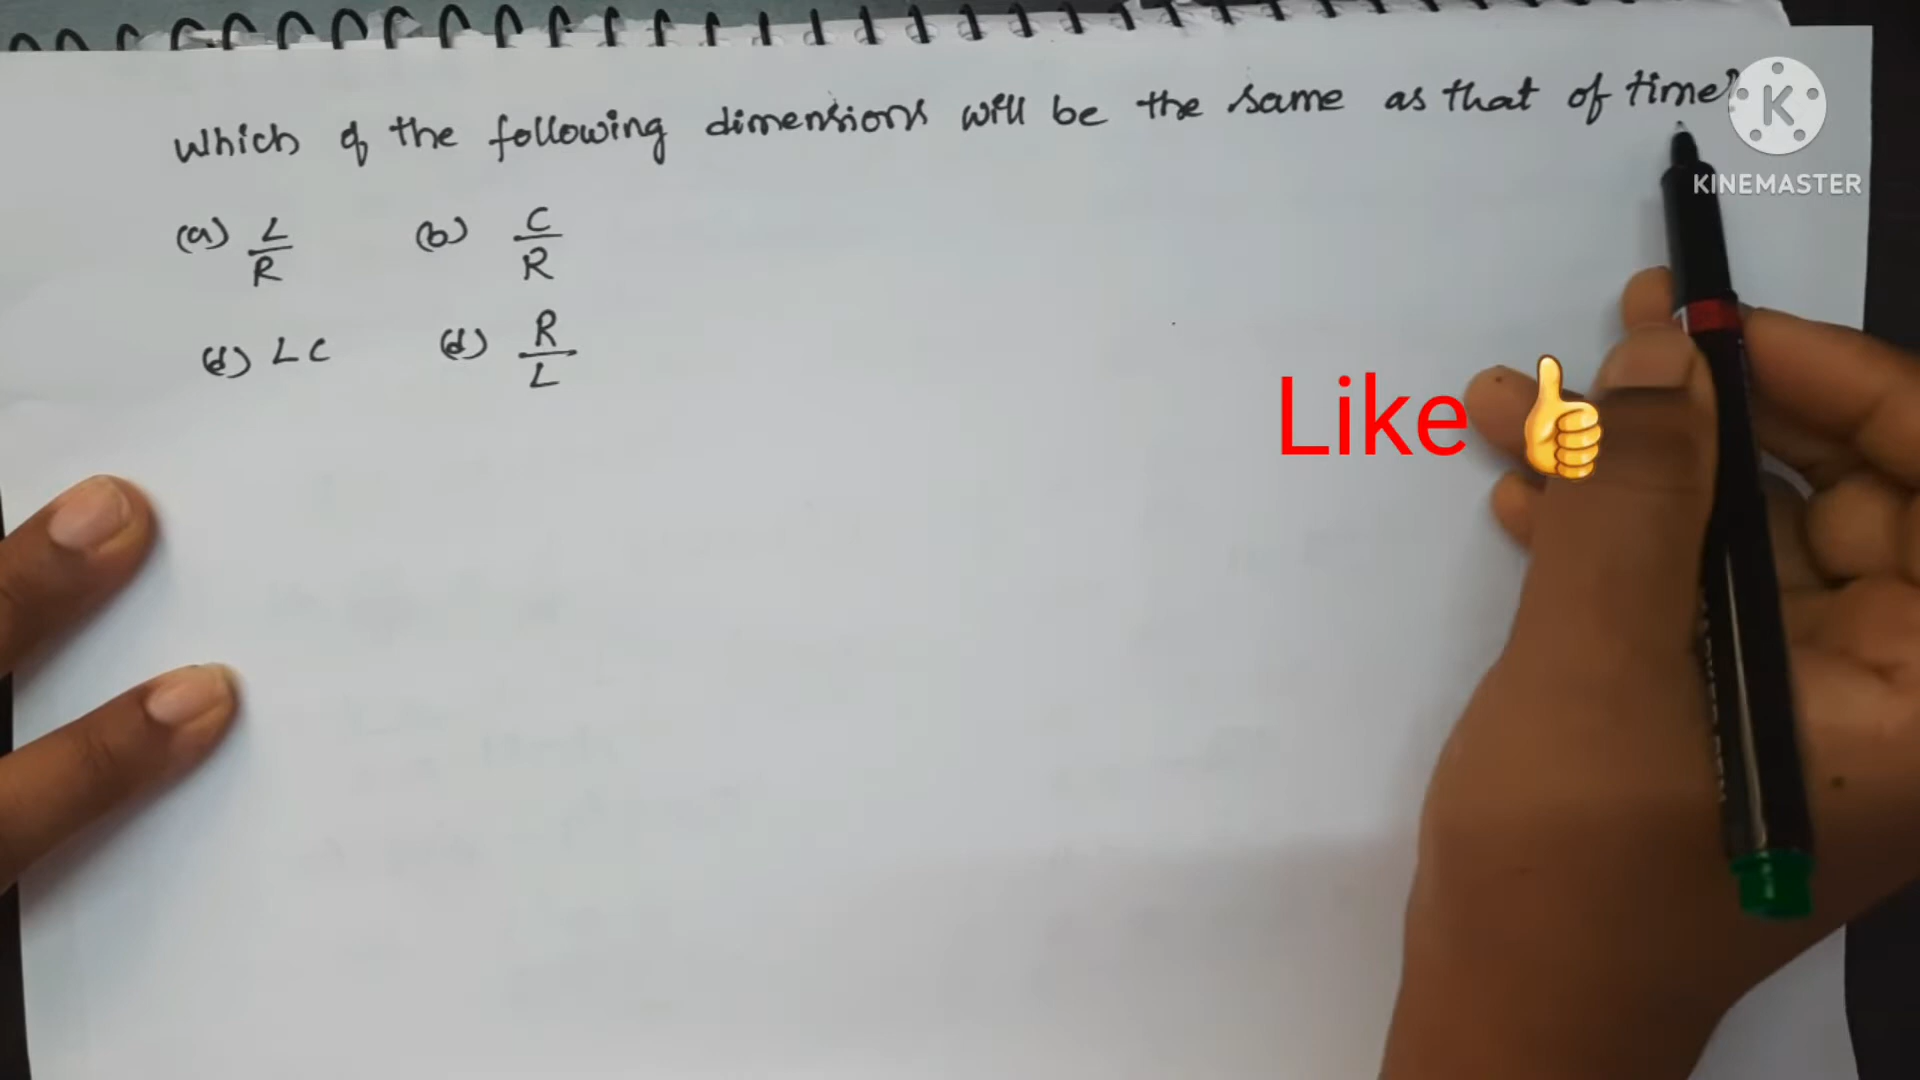 Which of the following dimensions will be the same as that of time?
(a) L/R (b) C/R
(d) LC (d) R/L
Like 👍
K
KINEMASTER